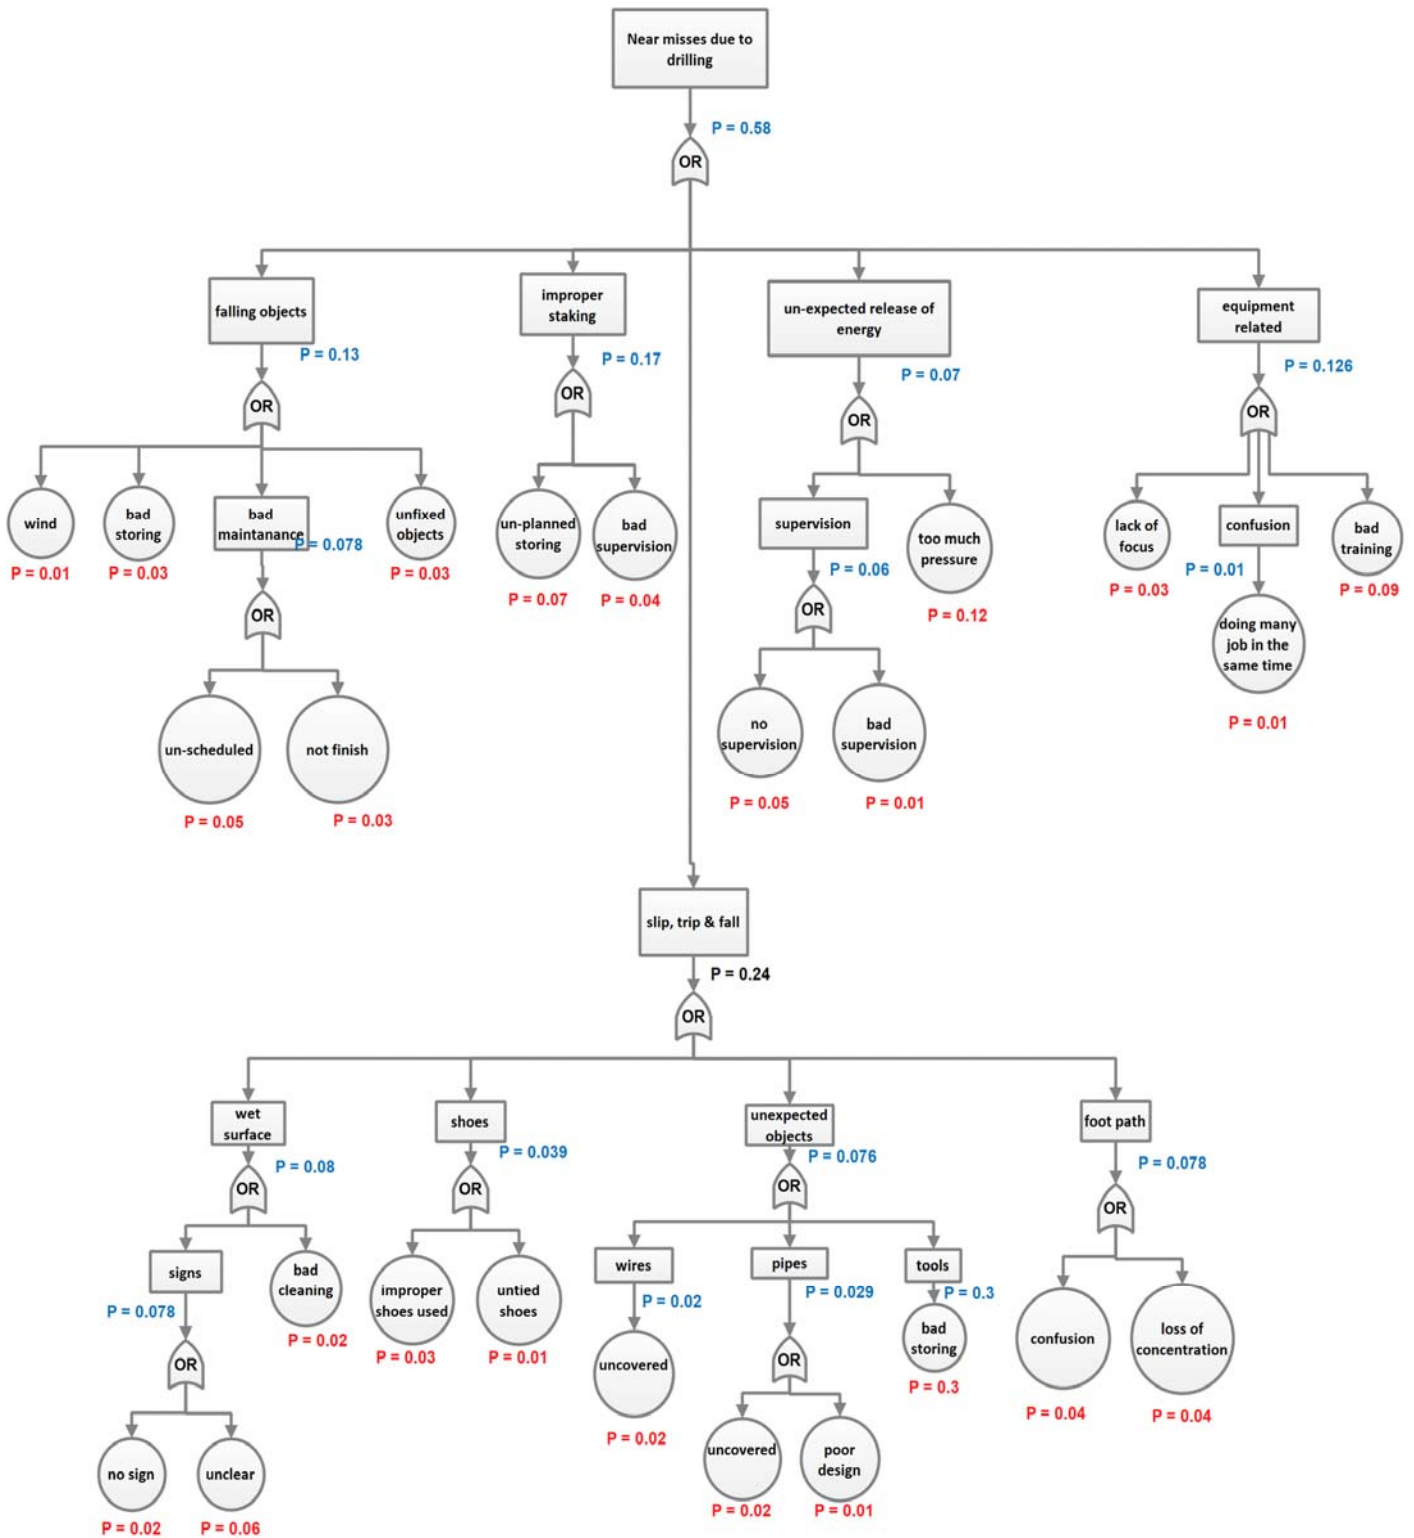 Near misses due to
drilling
P = 0.58
OR
falling objects
P = 0.13
OR
improper
staking
P = 0.17
OR
un-expected release of
energy
P = 0.07
OR
equipment
related
P = 0.126
OR
wind
P = 0.01
bad
storing
P = 0.03
bad
maintanance
P = 0.078
OR
unfixed
objects
P = 0.03
un-planned
storing
P = 0.07
bad
supervision
P = 0.04
supervision
P = 0.06
OR
too much
pressure
P = 0.12
lack of
focus
P = 0.03
confusion
P = 0.01
bad
training
P = 0.09
doing many
job in the
same time
P = 0.01
un-scheduled
P = 0.05
not finish
P = 0.03
no
supervision
P = 0.05
bad
supervision
P = 0.01
slip, trip & fall
P = 0.24
OR
wet
surface
P = 0.08
OR
shoes
P = 0.039
OR
unexpected
objects
P = 0.076
OR
foot path
P = 0.078
OR
signs
P = 0.078
OR
bad
cleaning
P = 0.02
improper
shoes used
P = 0.03
untied
shoes
P = 0.01
wires
P = 0.02
uncovered
P = 0.02
pipes
P = 0.029
OR
tools
P = 0.3
bad
storing
P = 0.3
confusion
P = 0.04
loss of
concentration
P = 0.04
no sign
P = 0.02
unclear
P = 0.06
uncovered
P = 0.02
poor
design
P = 0.01